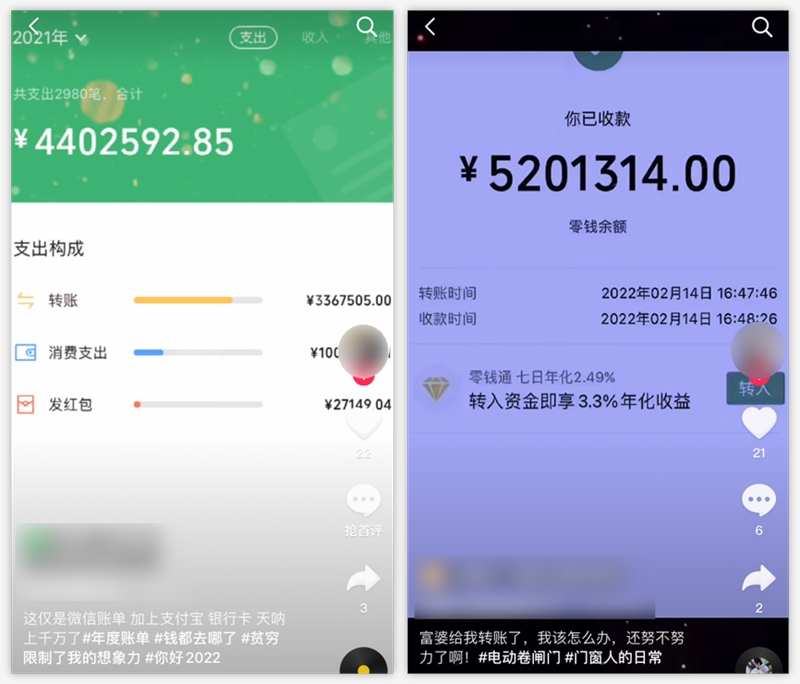 2021年
支出
收入
其他
共支出2980笔，合计
¥4402592.85
支出构成
转账
¥3367505.00
消费支出
发红包
¥27149.04
22
抢首评
3
这仅是微信账单 加上支付宝 银行卡 天呐
上千万了#年度账单 #钱都去哪了 #贫穷
限制了我的想象力 #你好2022
你已收款
¥5201314.00
零钱余额
转账时间 2022年02月14日 16:47:46
收款时间 2022年02月14日 16:48:26
零钱通 七日年化2.49%
转入资金即享3.3%年化收益
转入
21
6
2
富婆给我转账了，我该怎么办，还努不努
力了啊！#电动卷闸门 #门窗人的日常